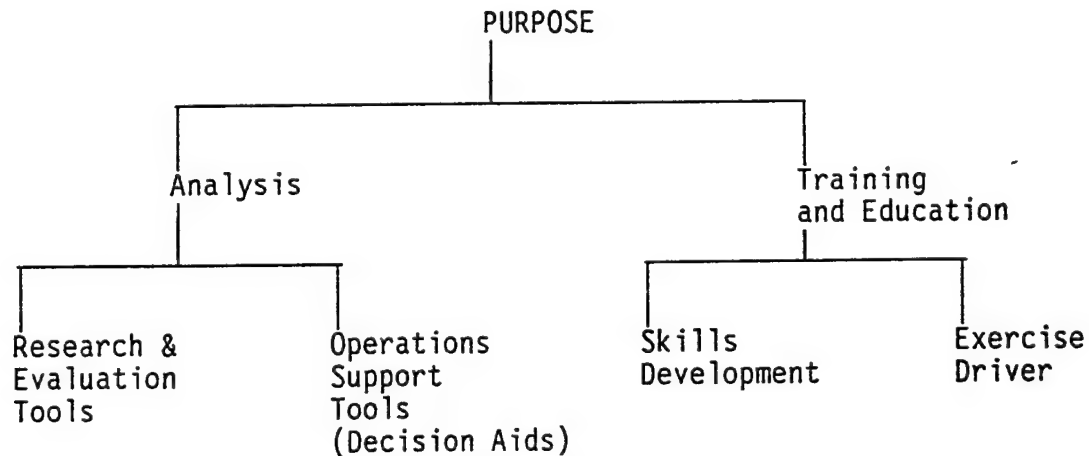 PURPOSE
Analysis
Training
and Education
Research &
Evaluation
Tools
Operations
Support
Tools
(Decision Aids)
Skills
Development
Exercise
Driver